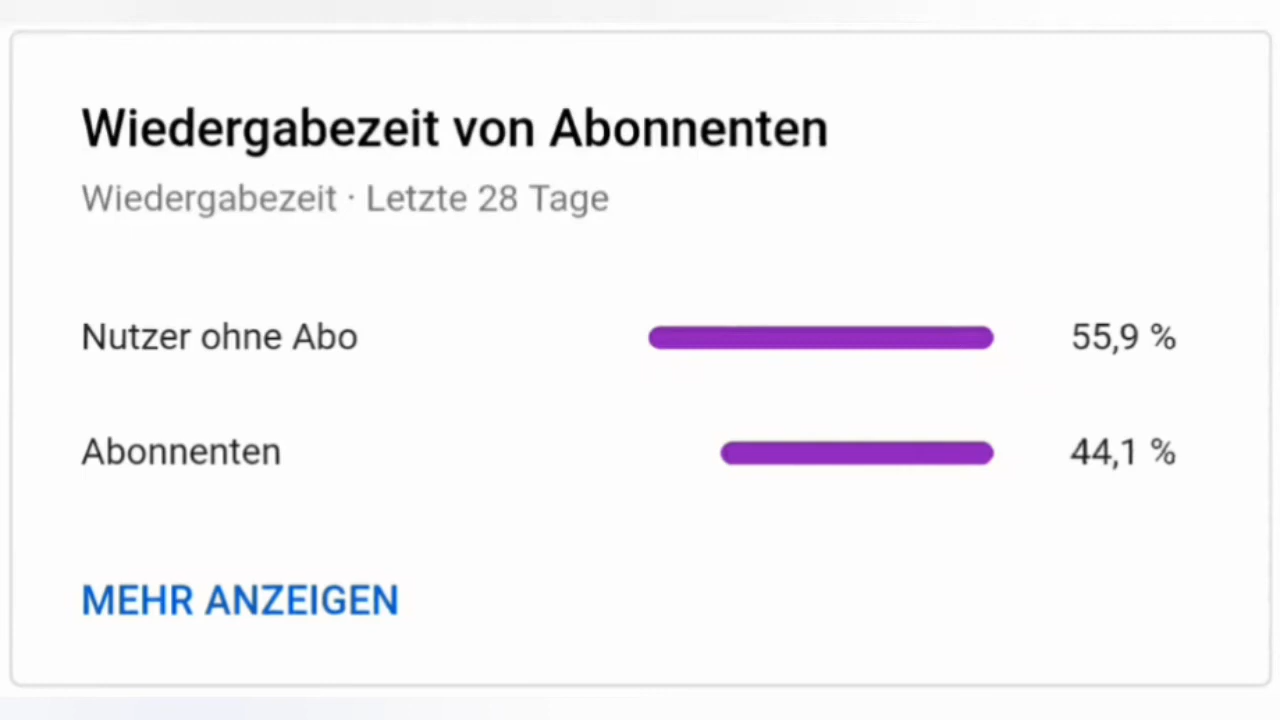 Wiedergabezeit von Abonnenten
Wiedergabezeit · Letzte 28 Tage
Nutzer ohne Abo 55,9 %
Abonnenten 44,1 %
MEHR ANZEIGEN